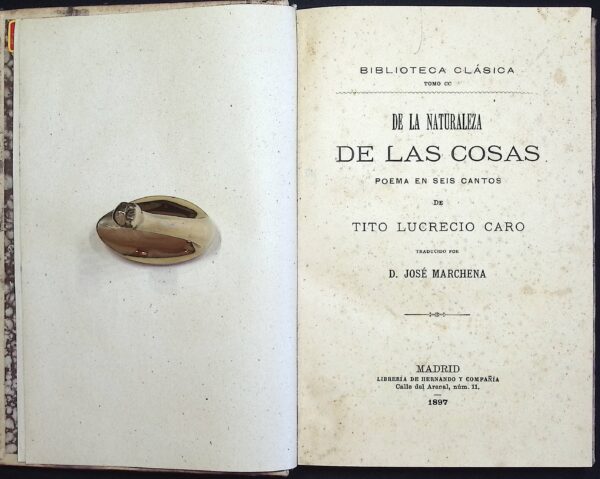 BIBLIOTECA CLÁSICA
TOMO CC
DE LA NATURALEZA
DE LAS COSAS
POEMA EN SEIS CANTOS
DE
TITO LUCRECIO CARO
TRADUCIDO POR
D. JOSÉ MARCHENA
MADRID
LIBRERÍA DE HERNANDO Y COMPAÑÍA
Calle del Arenal, núm. 11.
1897